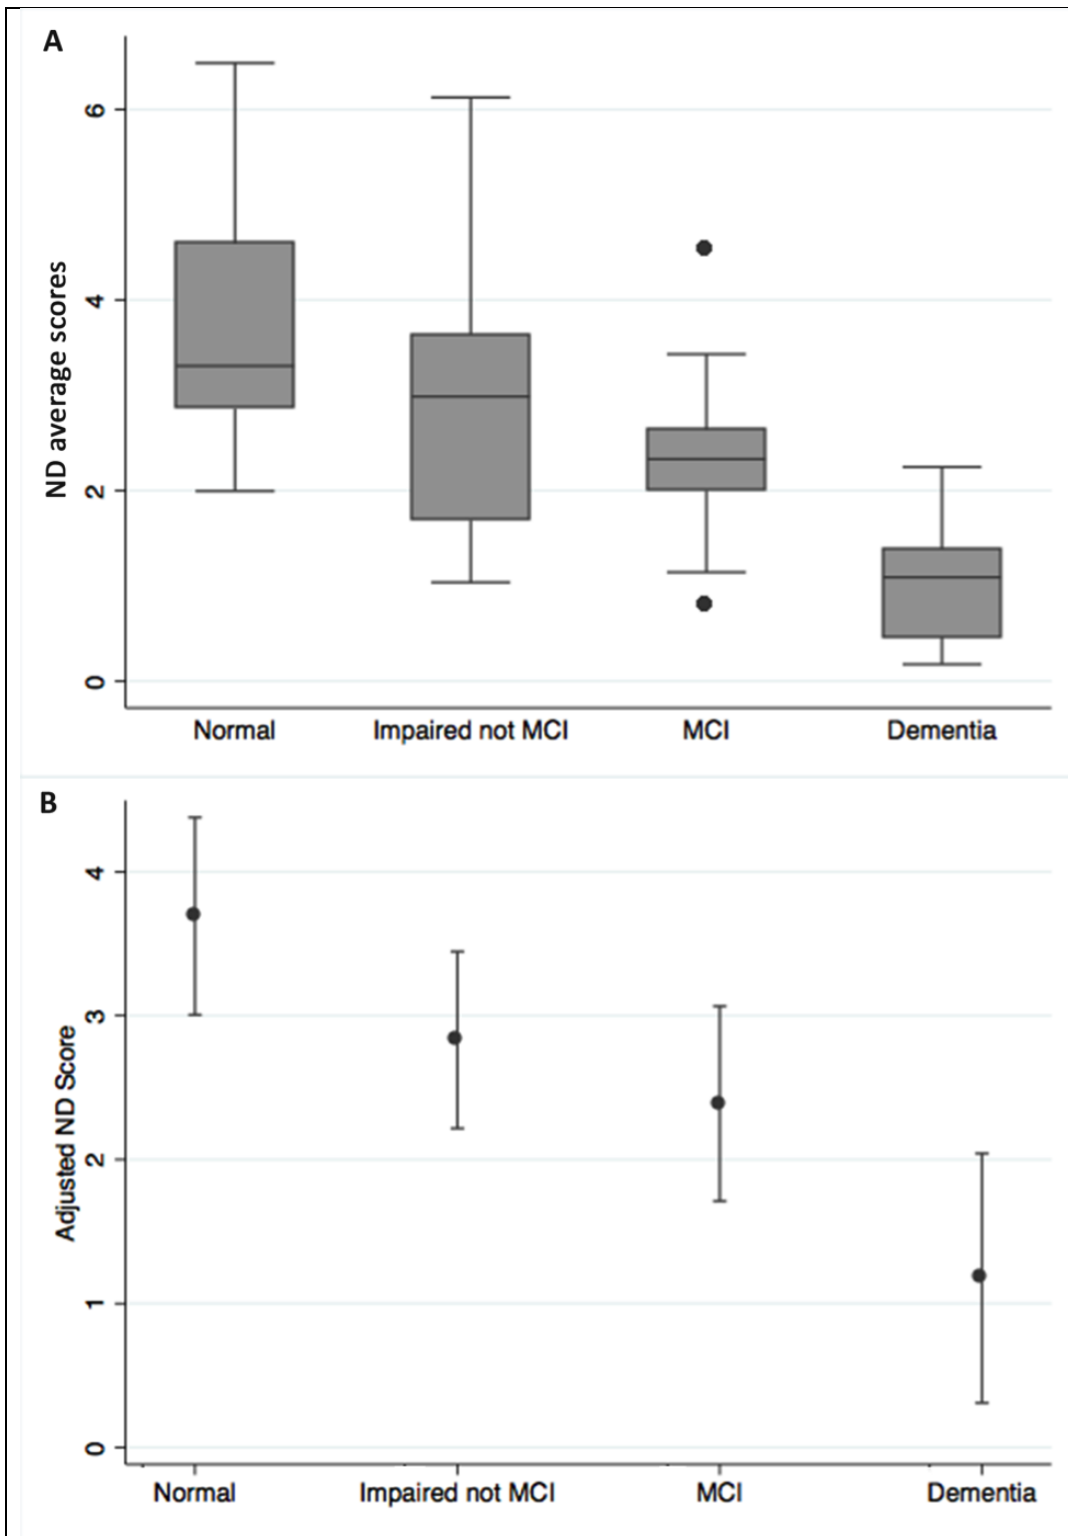 A
ND average scores
6
4
2
0
Normal Impaired not MCI MCI Dementia
B
Adjusted ND Score
4
3
2
1
0
Normal Impaired not MCI MCI Dementia